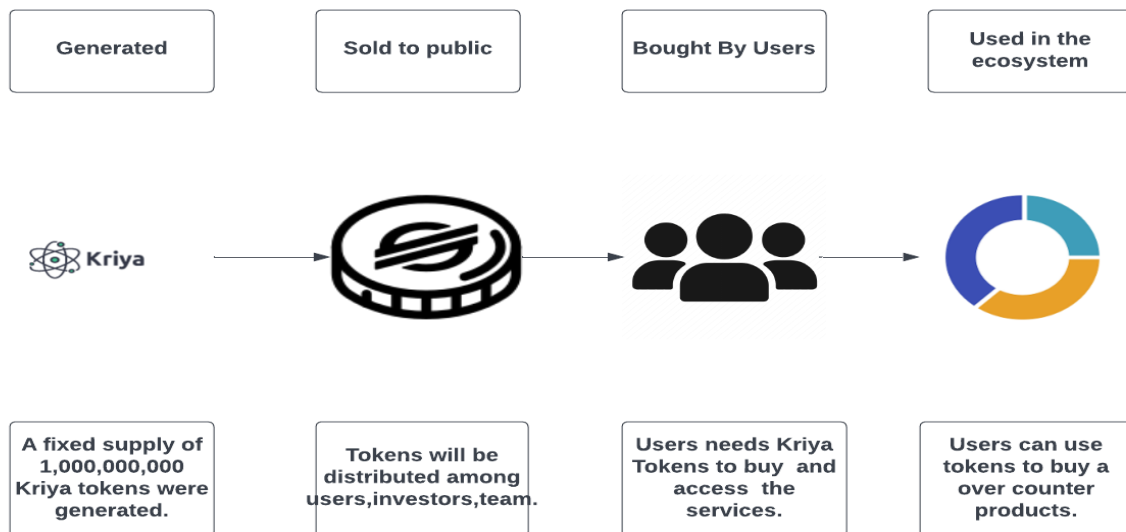 Generated
Sold to public
Bought By Users
Used in the
ecosystem
Kriya
A fixed supply of
1,000,000,000
Kriya tokens were
generated.
Tokens will be
distributed among
users,investors,team.
Users needs Kriya
Tokens to buy and
access the
services.
Users can use
tokens to buy a
over counter
products.